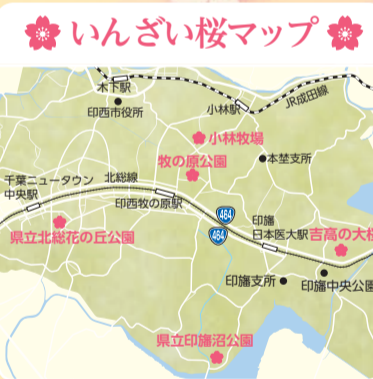 いんざい桜マップ
木下駅
印西市役所
小林駅
JR成田線
小林牧場
牧の原公園
本埜支所
千葉ニュータウン
中央駅
北総線
印西牧の原駅
464
464
印旛
日本医大駅
吉高の大桜
県立北総花の丘公園
印旛支所
印旛中央公園
県立印旛沼公園